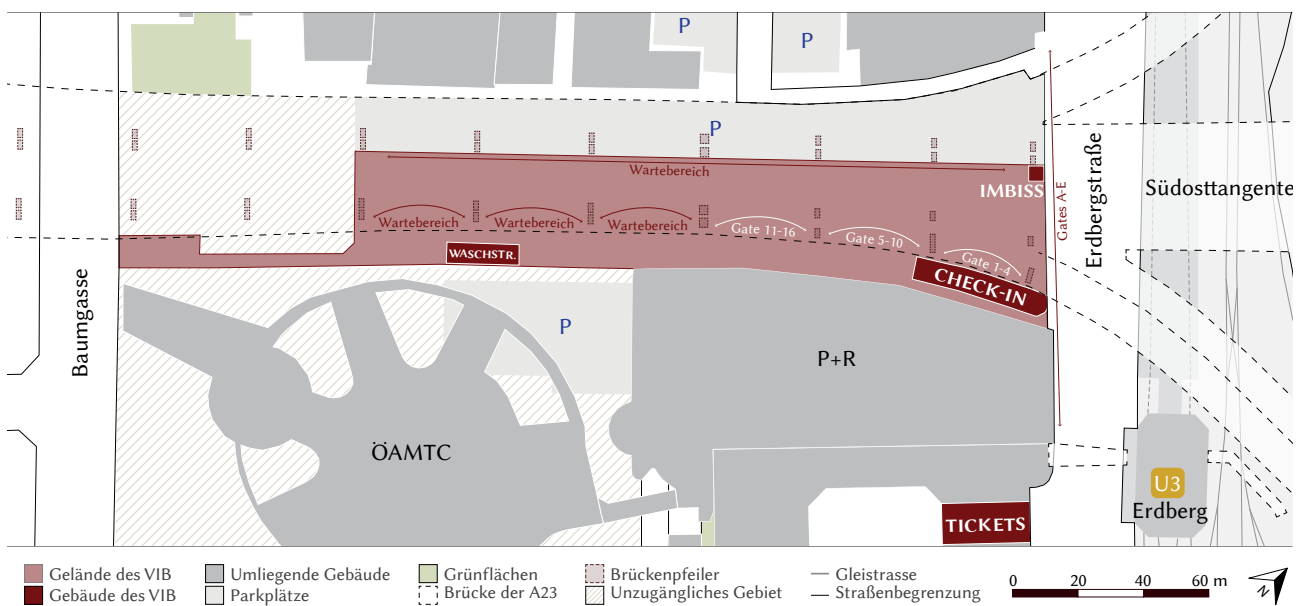 P
P
P
Wartebereich
IMBISS
Gates A-E
Erdbergstraße
Südosttangente
Wartebereich
Wartebereich
Wartebereich
Gate 11-16
Gate 5-10
Gate 1-4
WASCHSTR.
CHECK-IN
Baumgasse
P
P+R
ÖAMTC
U3
Erdberg
TICKETS
Gelände des VIB
Gebäude des VIB
Umliegende Gebäude
Parkplätze
Grünflächen
Brücke der A23
Brückenpfeiler
Unzugängliches Gebiet
Gleistrasse
Straßenbegrenzung
0 20 40 60 m
N